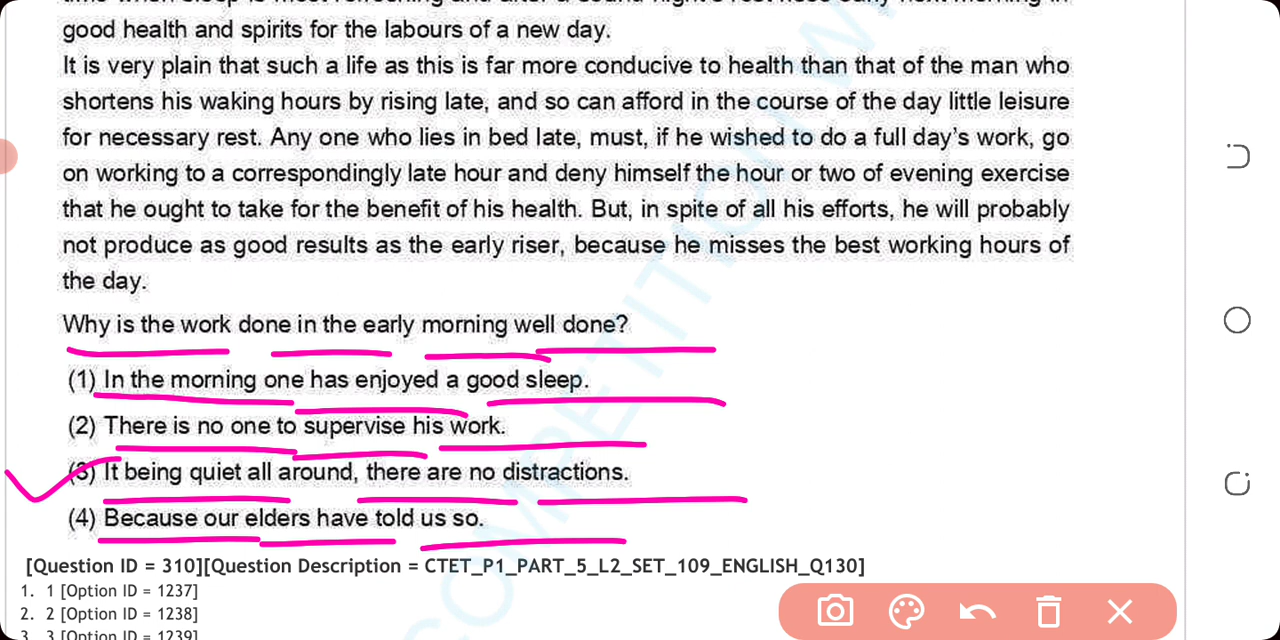 good health and spirits for the labours of a new day.
It is very plain that such a life as this is far more conducive to health than that of the man who
shortens his waking hours by rising late, and so can afford in the course of the day little leisure
for necessary rest. Any one who lies in bed late, must, if he wished to do a full day's work, go
on working to a correspondingly late hour and deny himself the hour or two of evening exercise
that he ought to take for the benefit of his health. But, in spite of all his efforts, he will probably
not produce as good results as the early riser, because he misses the best working hours of
the day.
Why is the work done in the early morning well done?
(1) In the morning one has enjoyed a good sleep.
(2) There is no one to supervise his work.
(3) It being quiet all around, there are no distractions.
(4) Because our elders have told us so.
[Question ID = 310][Question Description = CTET_P1_PART_5_L2_SET_109_ENGLISH_Q130]
1. 1 [Option ID = 1237]
2. 2 [Option ID = 1238]
3. 3 [Option ID = 1239]
COMPETITION W